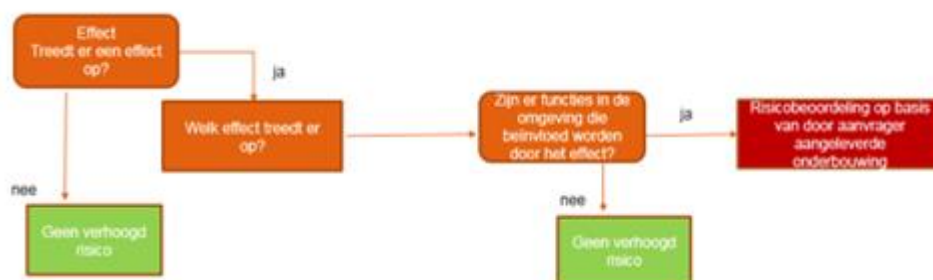 Effect
Treedt er een effect
op?
ja
Welk effect treedt er
op?
Zijn er functies in de
omgeving die
beïnvloed worden
door het effect?
ja
Risicobeoordeling op basis
van door aanvrager
aangeleverde
onderbouwing
nee
Geen verhoogd
risico
nee
Geen verhoogd
risico